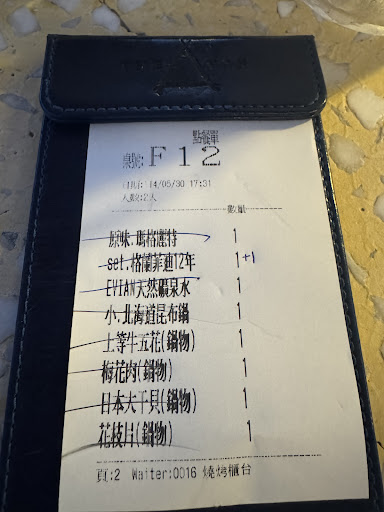 點餐單
桌號: F12
日期: 14/05/30 17:31
人數:2人
數量
原味.瑪格麗特 1
set.格蘭菲迪12年 1 +1
EVIAN天然礦泉水 1
小.北海道昆布鍋 1
上等牛五花(鍋物) 1
梅花肉(鍋物) 1
日本大干貝(鍋物) 1
花枝片(鍋物) 1
頁:2 Waiter:0016 燒烤櫃台